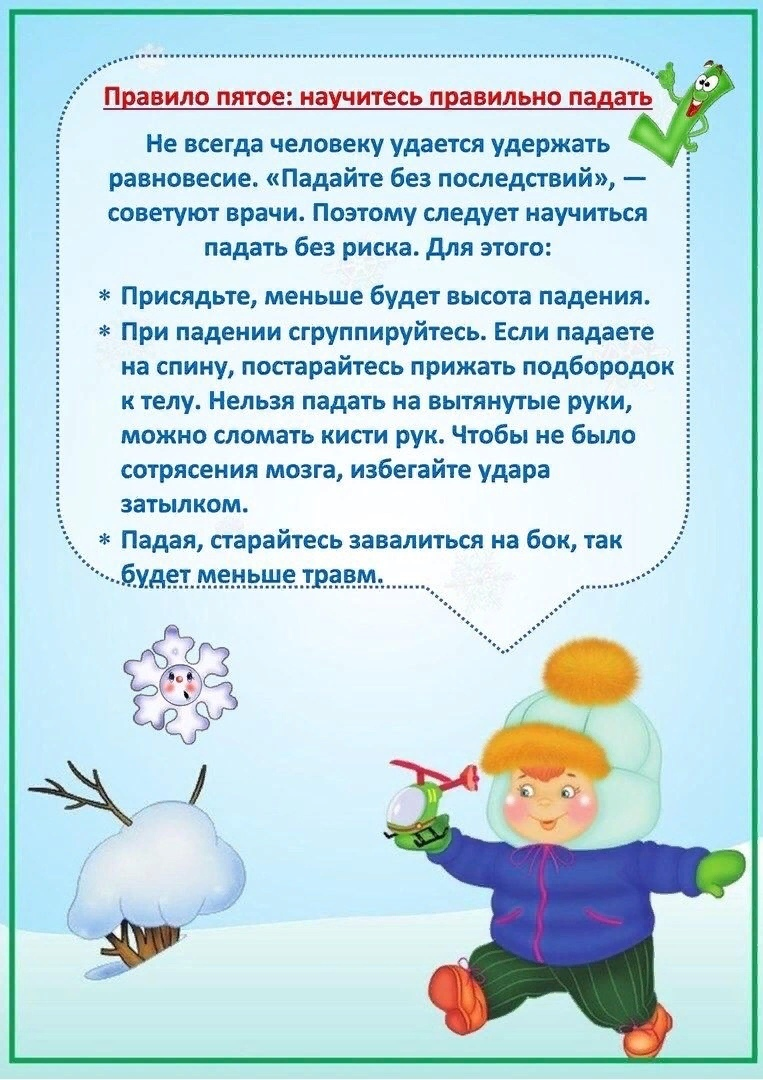 Правило пятое: научитесь правильно падать
Не всегда человеку удается удержать
равновесие. «Падайте без последствий», —
советуют врачи. Поэтому следует научиться
падать без риска. Для этого:
* Присядьте, меньше будет высота падения.
* При падении сгруппируйтесь. Если падаете
на спину, постарайтесь прижать подбородок
к телу. Нельзя падать на вытянутые руки,
можно сломать кисти рук. Чтобы не было
сотрясения мозга, избегайте удара
затылком.
* Падая, старайтесь завалиться на бок, так
будет меньше травм.